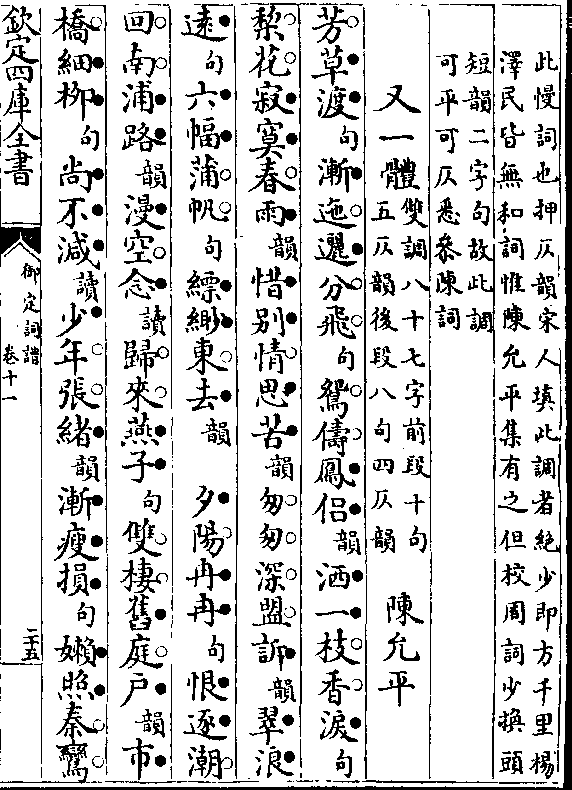 此慢詞也押仄韻宋人填此調者絶少即方千里楊
澤民皆無和詞惟陳允平集有之但校周詞少換頭
短韻二字句故此調
可平可仄悉參陳詞
又一體雙調八十七字前段十句
五仄韻後段八句四仄韻
陳允平
芳草渡句漸迤邐分飛句鴛儔鳳侣韻洒一枝香淚句
棃花寂寞春雨韻惜别情思苦韻匆匆深盟訴韻翠浪
遠句六幅蒲帆句縹緲東去韻 夕陽冉冉句恨逐潮
回南浦路韻漫空念讀歸來燕子句雙棲舊庭户韻市
橋細柳句尚不減讀少年張緒韻漸瘦損句嬾照秦鸞
欽定四庫全書
御定詞譜
卷十一
二十五